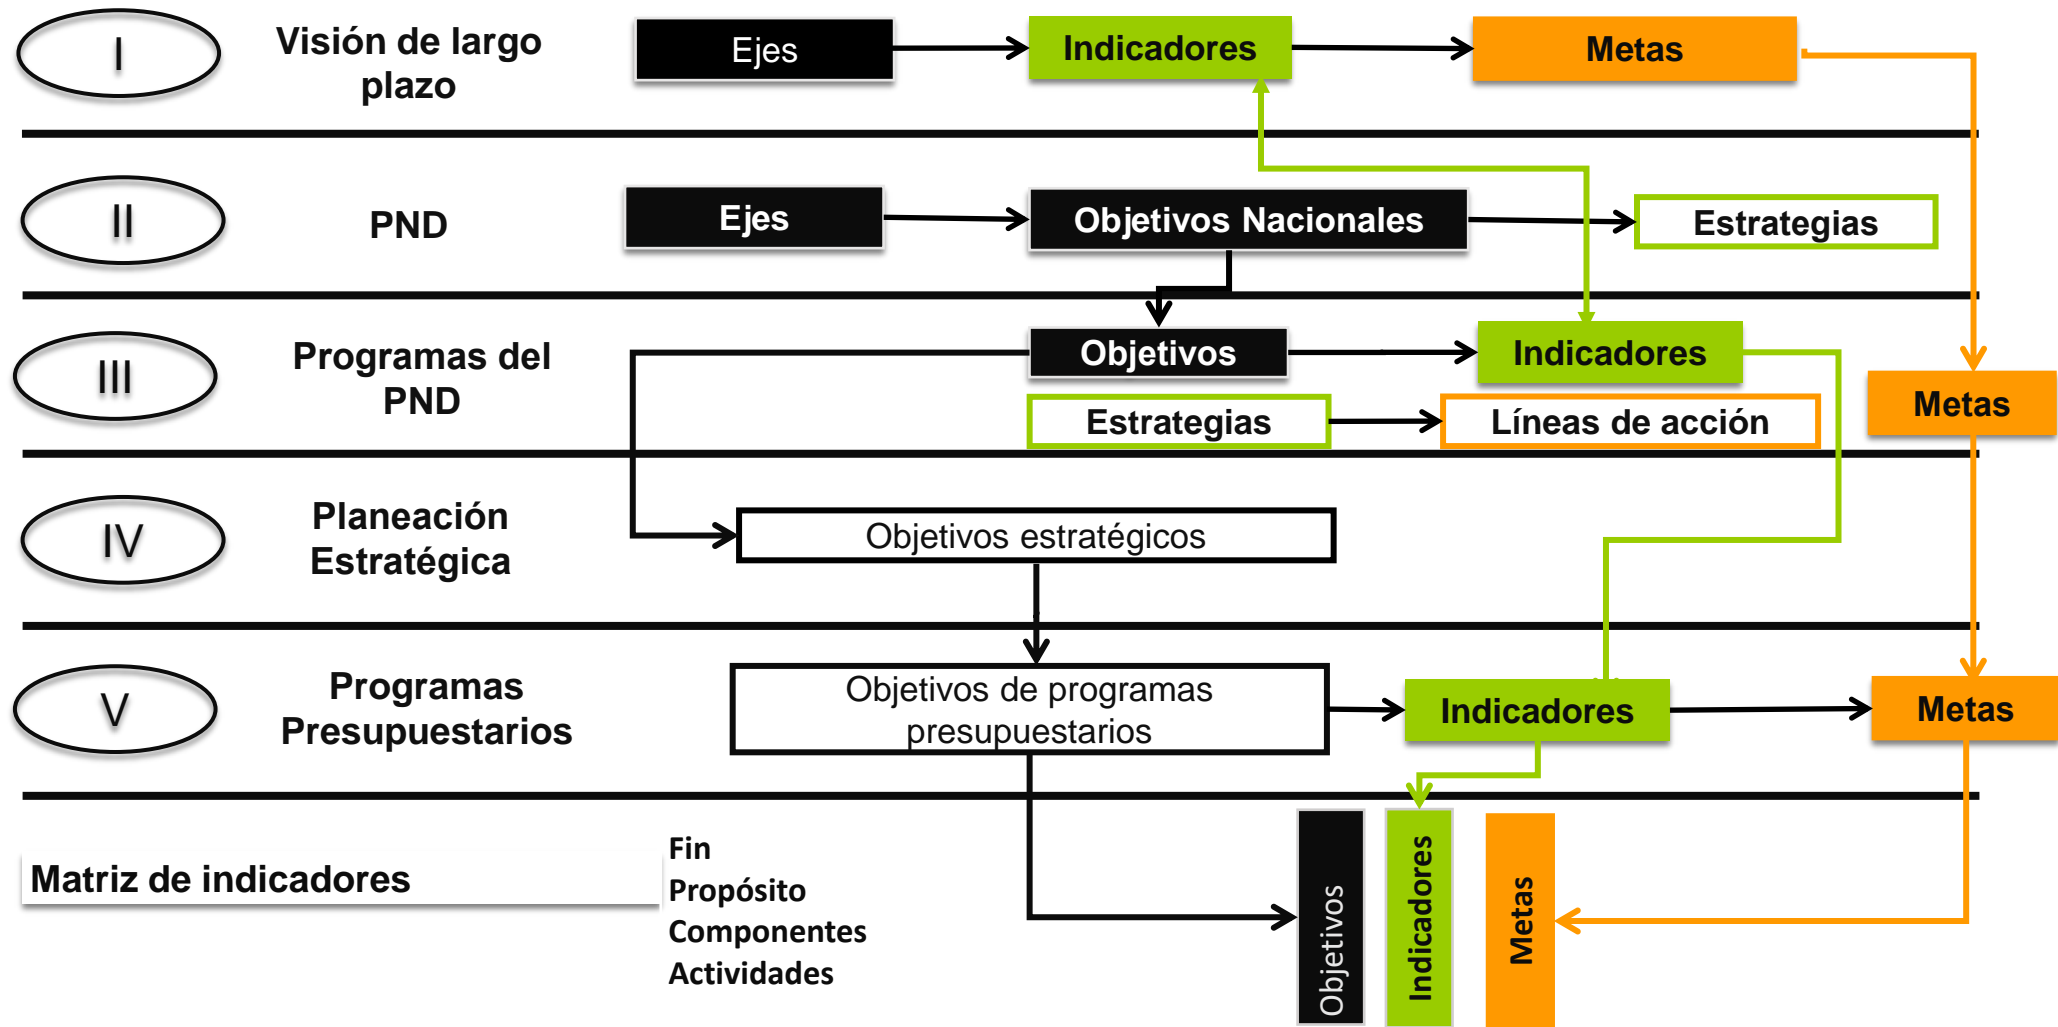 I
Visión de largo
plazo
Ejes
Indicadores
Metas
II
PND
Ejes
Objetivos Nacionales
Estrategias
III
Programas del
PND
Objetivos
Indicadores
Metas
Estrategias
Líneas de acción
IV
Planeación
Estratégica
Objetivos estratégicos
V
Programas
Presupuestarios
Objetivos de programas
presupuestarios
Indicadores
Metas
Matriz de indicadores
Fin
Propósito
Componentes
Actividades
Objetivos
Indicadores
Metas